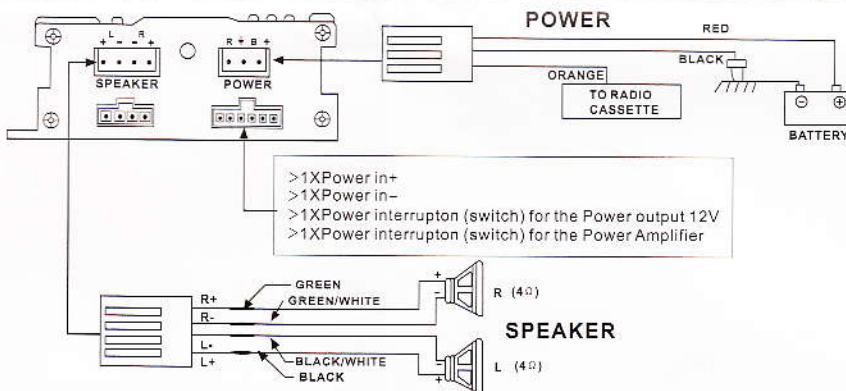 POWER
L R
+ - - +
R ⏚ B +
SPEAKER
POWER
RED
BLACK
ORANGE
TO RADIO
CASSETTE
BATTERY
>1XPower in+
>1XPower in–
>1XPower interrupton (switch) for the Power output 12V
>1XPower interrupton (switch) for the Power Amplifier
R+
R-
L-
L+
GREEN
GREEN/WHITE
BLACK/WHITE
BLACK
+
-
R (4Ω)
SPEAKER
-
+
L (4Ω)